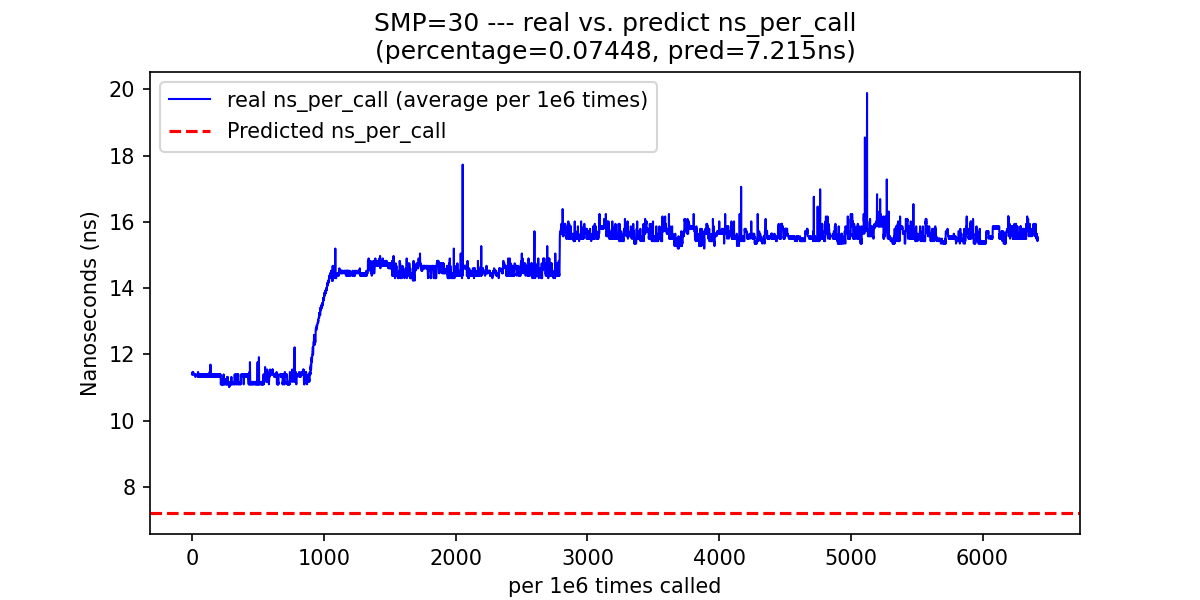 SMP=30 --- real vs. predict ns_per_call
(percentage=0.07448, pred=7.215ns)
real ns_per_call (average per 1e6 times)
Predicted ns_per_call
Nanoseconds (ns)
20
18
16
14
12
10
8
0 1000 2000 3000 4000 5000 6000
per 1e6 times called